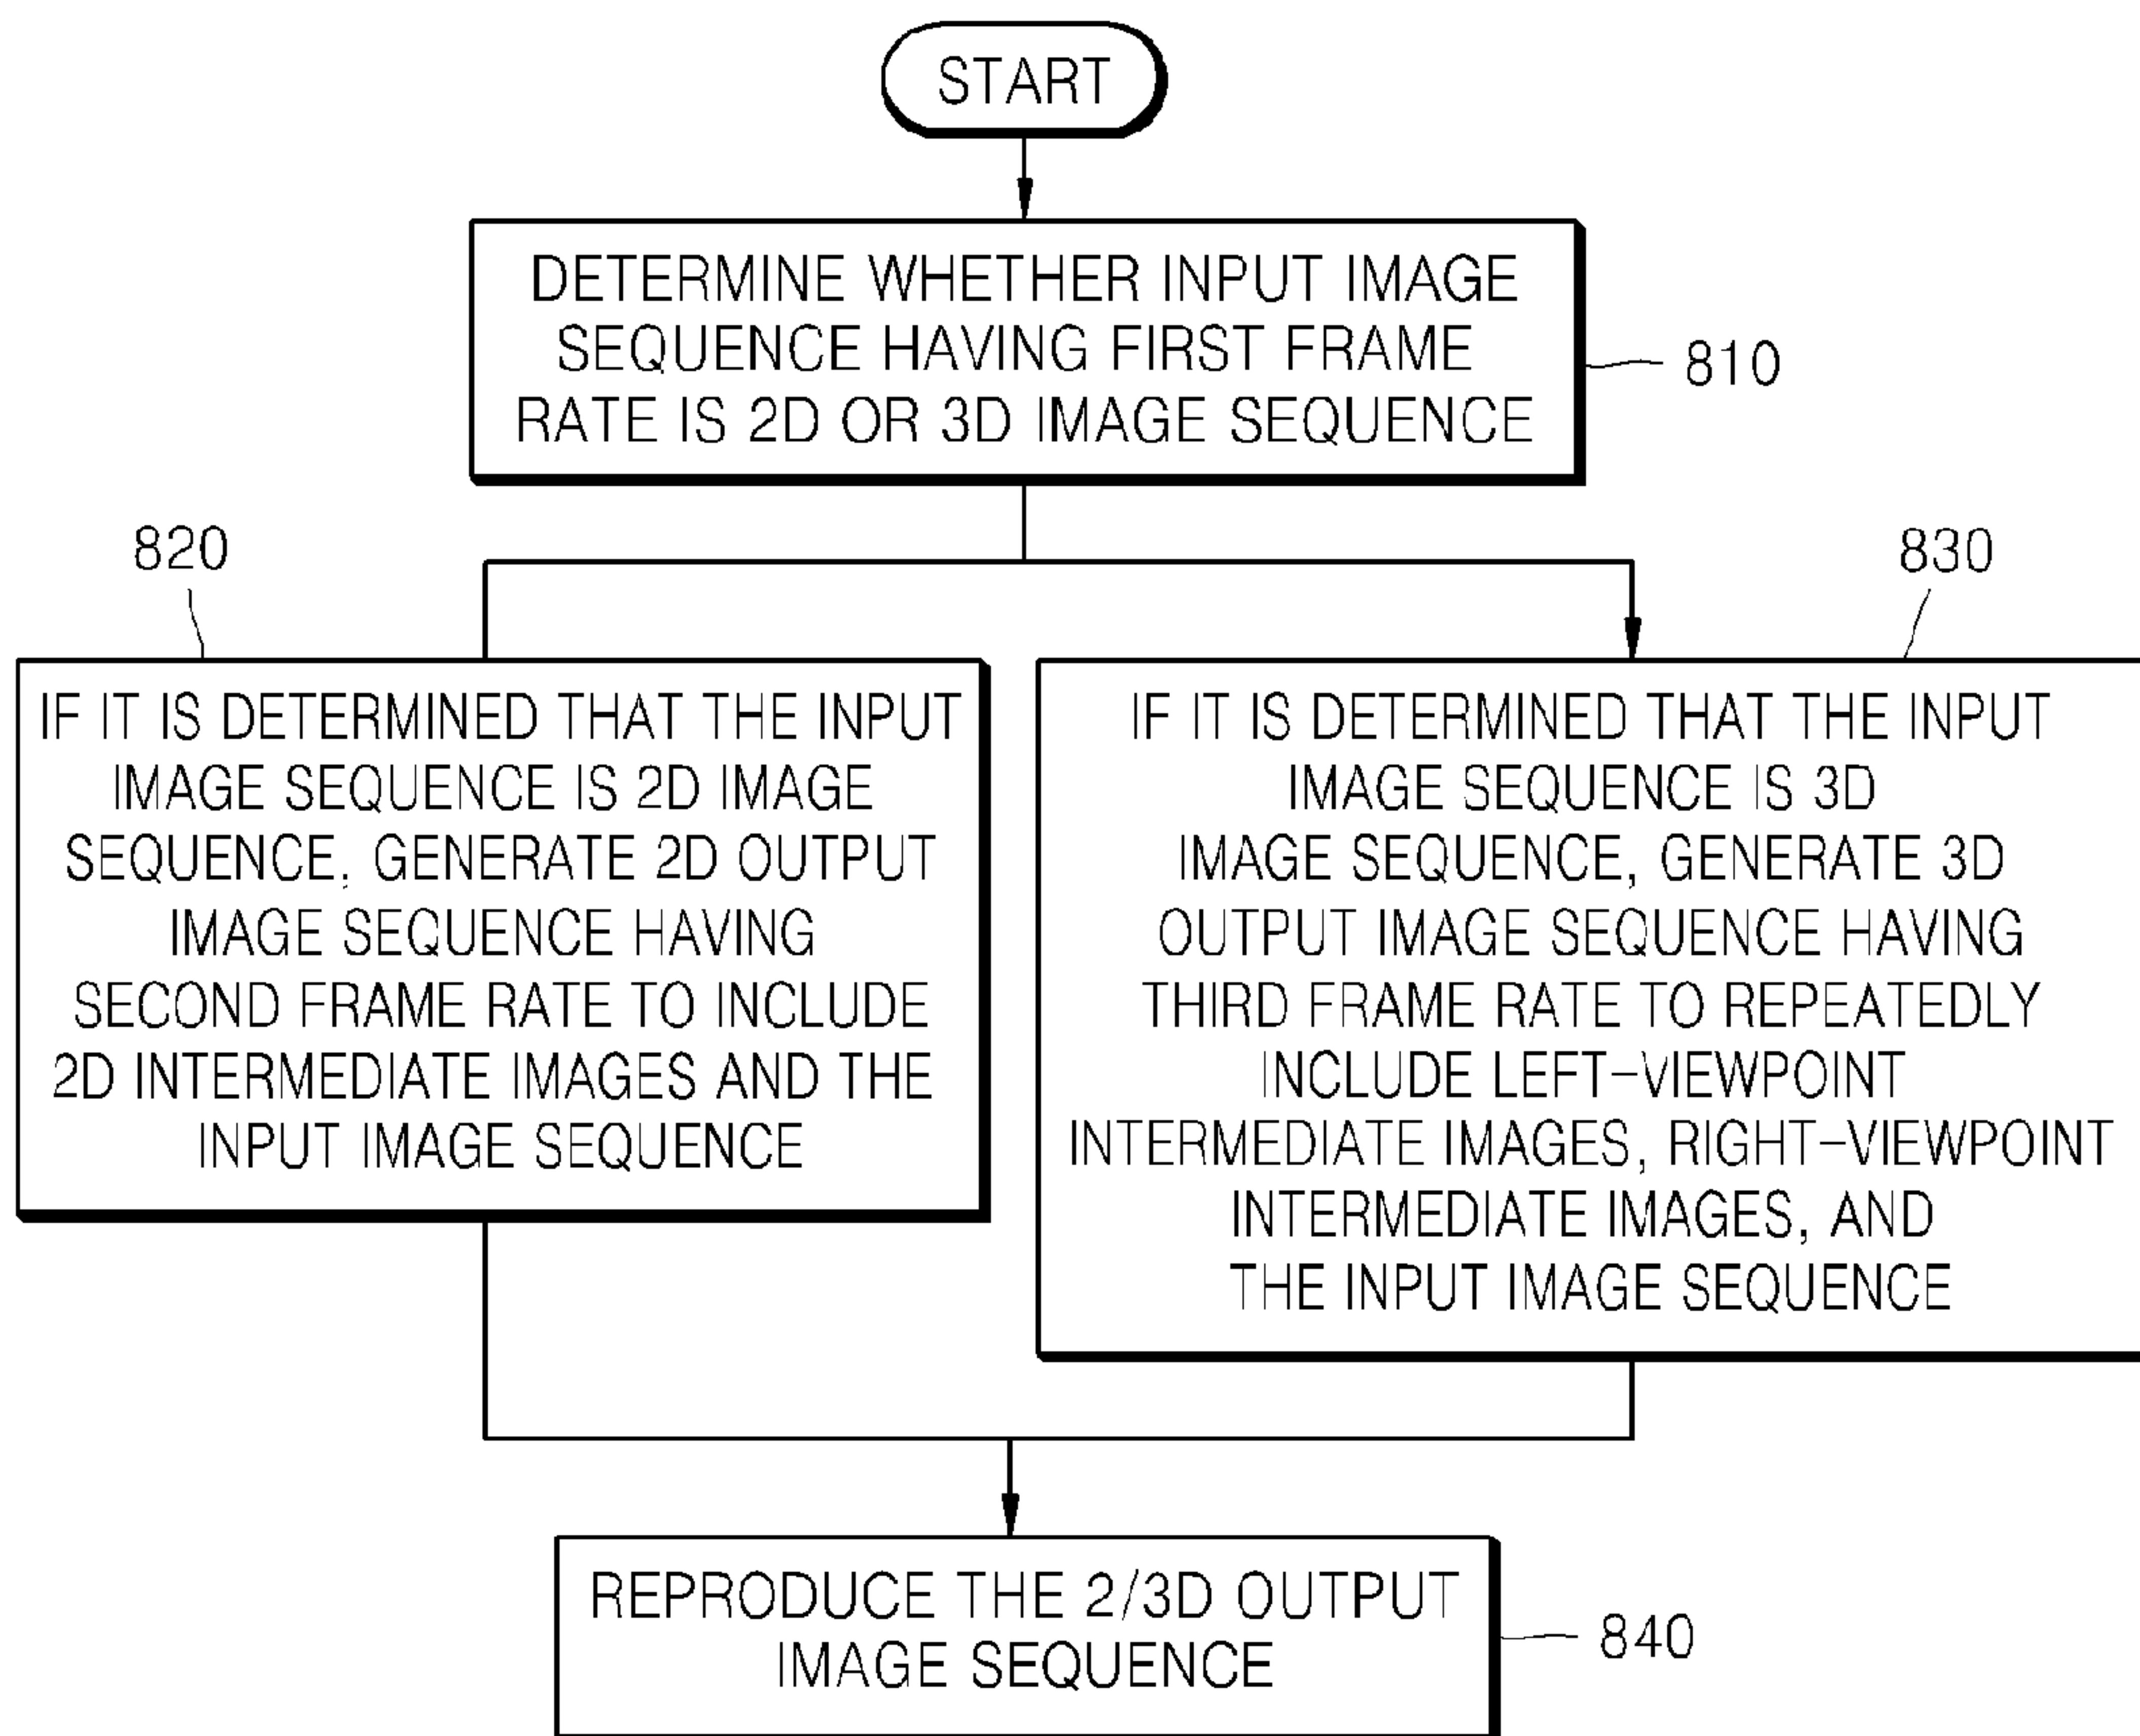 START
DETERMINE WHETHER INPUT IMAGE
SEQUENCE HAVING FIRST FRAME
RATE IS 2D OR 3D IMAGE SEQUENCE
810
820
IF IT IS DETERMINED THAT THE INPUT
IMAGE SEQUENCE IS 2D IMAGE
SEQUENCE, GENERATE 2D OUTPUT
IMAGE SEQUENCE HAVING
SECOND FRAME RATE TO INCLUDE
2D INTERMEDIATE IMAGES AND THE
INPUT IMAGE SEQUENCE
830
IF IT IS DETERMINED THAT THE INPUT
IMAGE SEQUENCE IS 3D
IMAGE SEQUENCE, GENERATE 3D
OUTPUT IMAGE SEQUENCE HAVING
THIRD FRAME RATE TO REPEATEDLY
INCLUDE LEFT-VIEWPOINT
INTERMEDIATE IMAGES, RIGHT-VIEWPOINT
INTERMEDIATE IMAGES, AND
THE INPUT IMAGE SEQUENCE
REPRODUCE THE 2/3D OUTPUT
IMAGE SEQUENCE
840